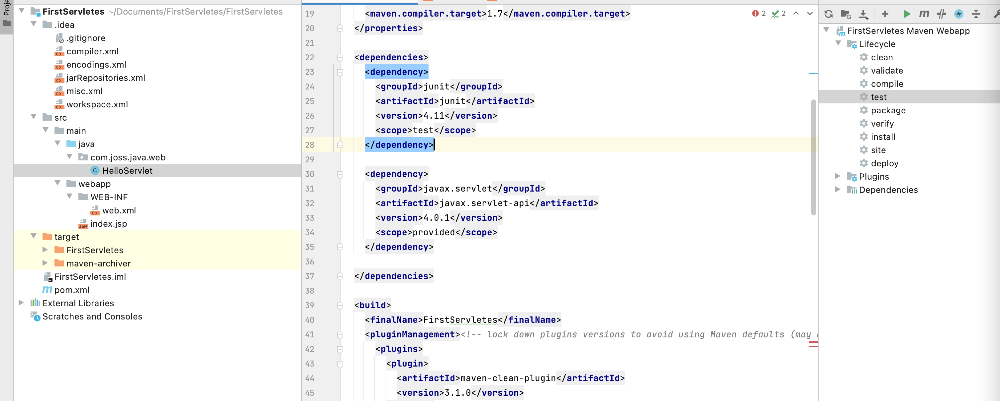 Proje
FirstServletes ~/Documents/FirstServletes/FirstServletes
.idea
.gitignore
compiler.xml
encodings.xml
jarRepositories.xml
misc.xml
workspace.xml
src
main
java
com.joss.java.web
C HelloServlet
webapp
WEB-INF
web.xml
JSP index.jsp
target
FirstServletes
maven-archiver
FirstServletes.iml
m pom.xml
External Libraries
Scratches and Consoles
19 <maven.compiler.target>1.7</maven.compiler.target>
20 </properties>
21
22 <dependencies>
23 <dependency>
24 <groupId>junit</groupId>
25 <artifactId>junit</artifactId>
26 <version>4.11</version>
27 <scope>test</scope>
28 </dependency>
29
30 <dependency>
31 <groupId>javax.servlet</groupId>
32 <artifactId>javax.servlet-api</artifactId>
33 <version>4.0.1</version>
34 <scope>provided</scope>
35 </dependency>
36
37 </dependencies>
38
39 <build>
40 <finalName>FirstServletes</finalName>
41 <pluginManagement><!-- lock down plugins versions to avoid using Maven defaults (may
42 <plugins>
43 <plugin>
44 <artifactId>maven-clean-plugin</artifactId>
45 <version>3.1.0</version>
2 2
m
FirstServletes Maven Webapp
Lifecycle
clean
validate
compile
test
package
verify
install
site
deploy
Plugins
Dependencies